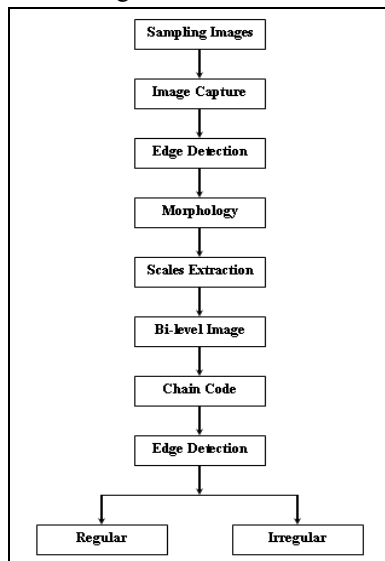 Sampling Images
Image Capture
Edge Detection
Morphology
Scales Extraction
Bi-level Image
Chain Code
Edge Detection
Regular
Irregular